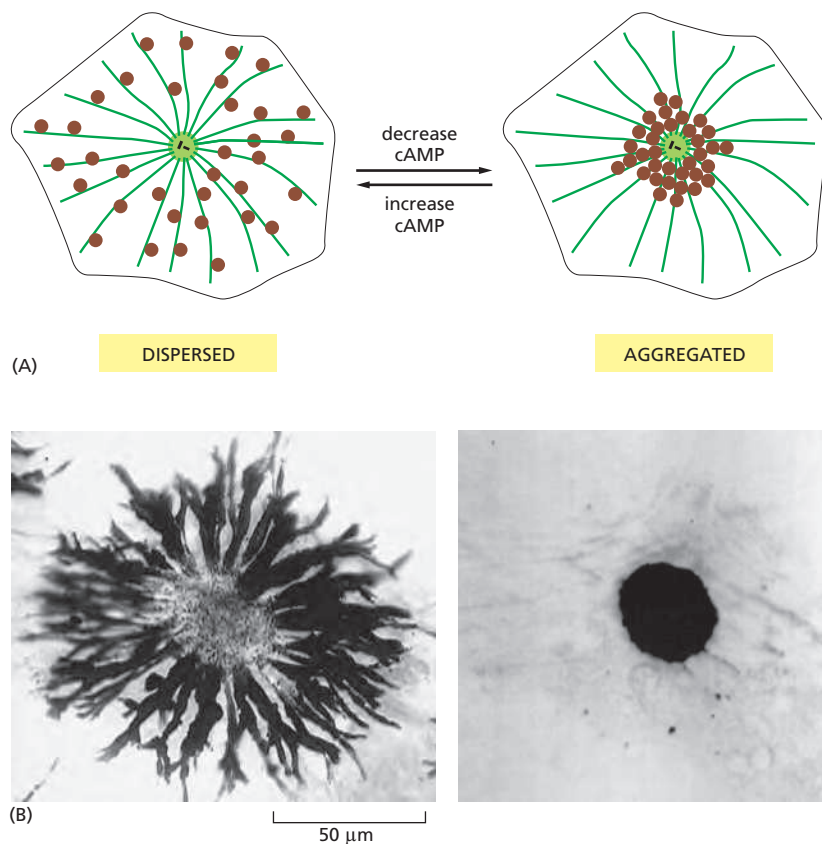 decrease
cAMP
increase
cAMP
DISPERSED
AGGREGATED
(A)
(B)
50 μm